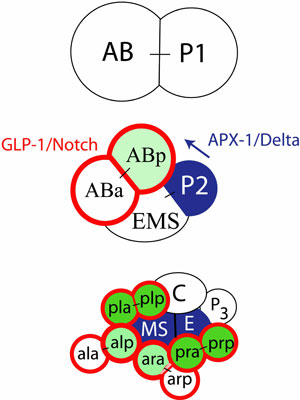 AB P1
GLP-1/Notch APX-1/Delta
ABp
ABa P2
EMS
C
pla plp P3
MS E
alp prp
ala ara pra
arp